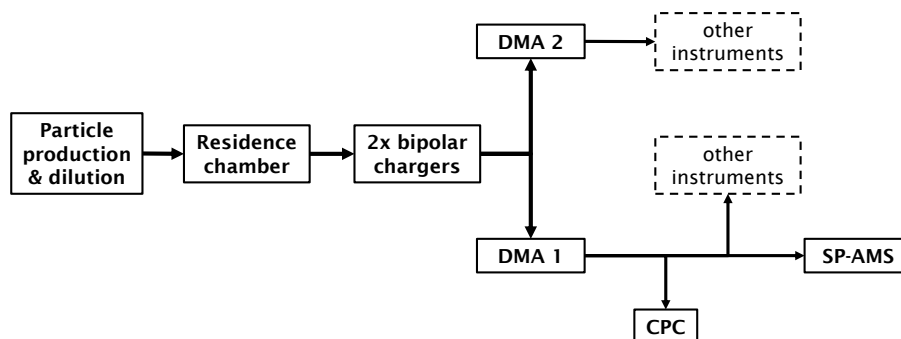 DMA 2
other
instruments
Particle
production
& dilution
Residence
chamber
2x bipolar
chargers
other
instruments
DMA 1
SP-AMS
CPC